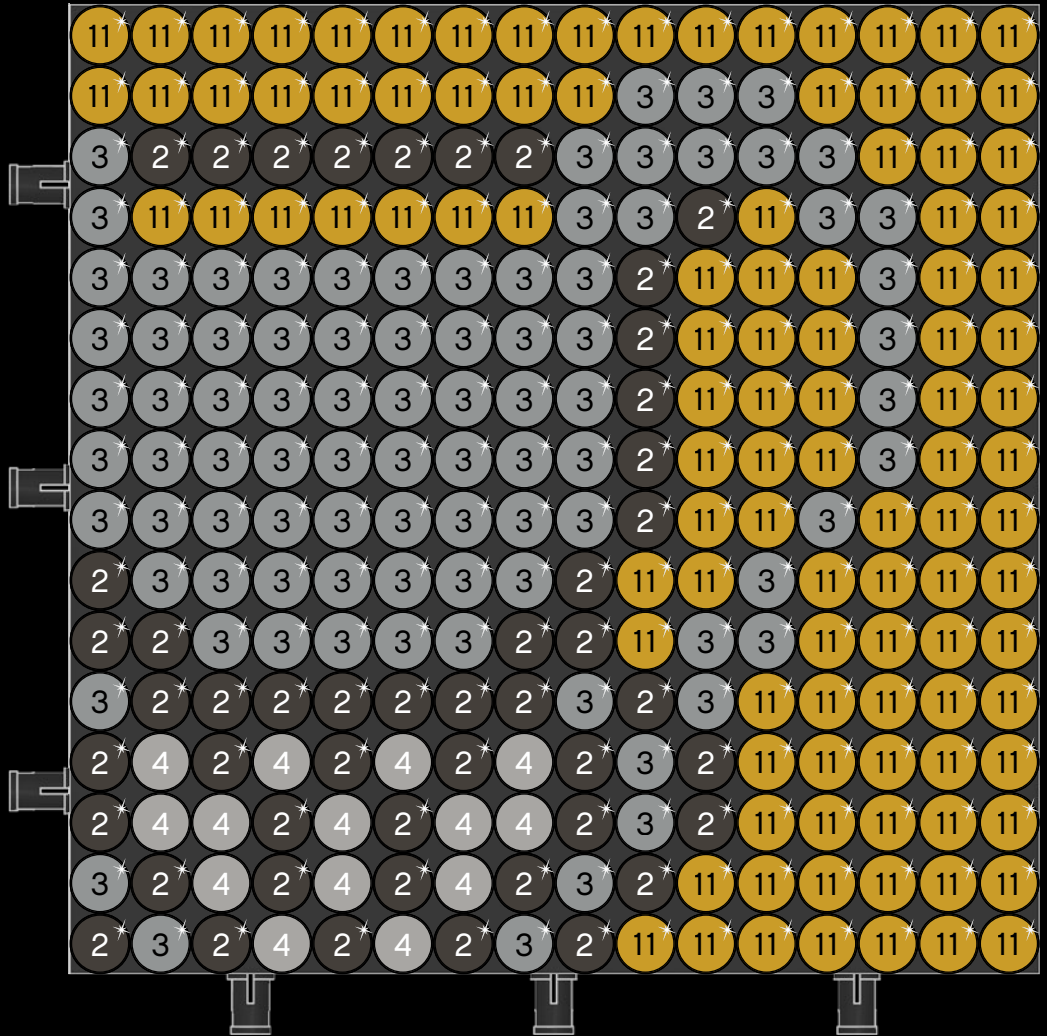 11 11 11 11 11 11 11 11 11 11 11 11 11 11 11 11
11 11 11 11 11 11 11 11 11 3 3 3 11 11 11 11
3 2 2 2 2 2 2 2 3 3 3 3 3 11 11 11
3 11 11 11 11 11 11 11 3 3 2 11 3 3 11 11
3 3 3 3 3 3 3 3 3 2 11 11 11 3 11 11
3 3 3 3 3 3 3 3 3 2 11 11 11 3 11 11
3 3 3 3 3 3 3 3 3 2 11 11 11 3 11 11
3 3 3 3 3 3 3 3 3 2 11 11 11 3 11 11
3 3 3 3 3 3 3 3 3 2 11 11 3 11 11 11
2 3 3 3 3 3 3 3 2 11 11 3 11 11 11 11
2 2 3 3 3 3 3 2 2 11 3 3 11 11 11 11
3 2 2 2 2 2 2 2 3 2 3 11 11 11 11 11
2 4 2 4 2 4 2 4 2 3 2 11 11 11 11 11
2 4 4 2 4 2 4 4 2 3 2 11 11 11 11 11
3 2 4 2 4 2 4 2 3 2 11 11 11 11 11 11
2 3 2 4 2 4 2 3 2 11 11 11 11 11 11 11